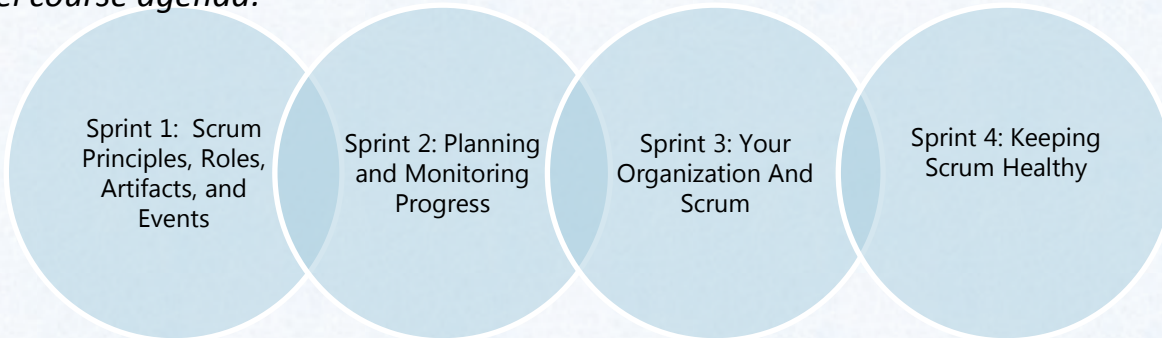 course agenda:
Sprint 1: Scrum
Principles, Roles,
Artifacts, and
Events
Sprint 2: Planning
and Monitoring
Progress
Sprint 3: Your
Organization And
Scrum
Sprint 4: Keeping
Scrum Healthy